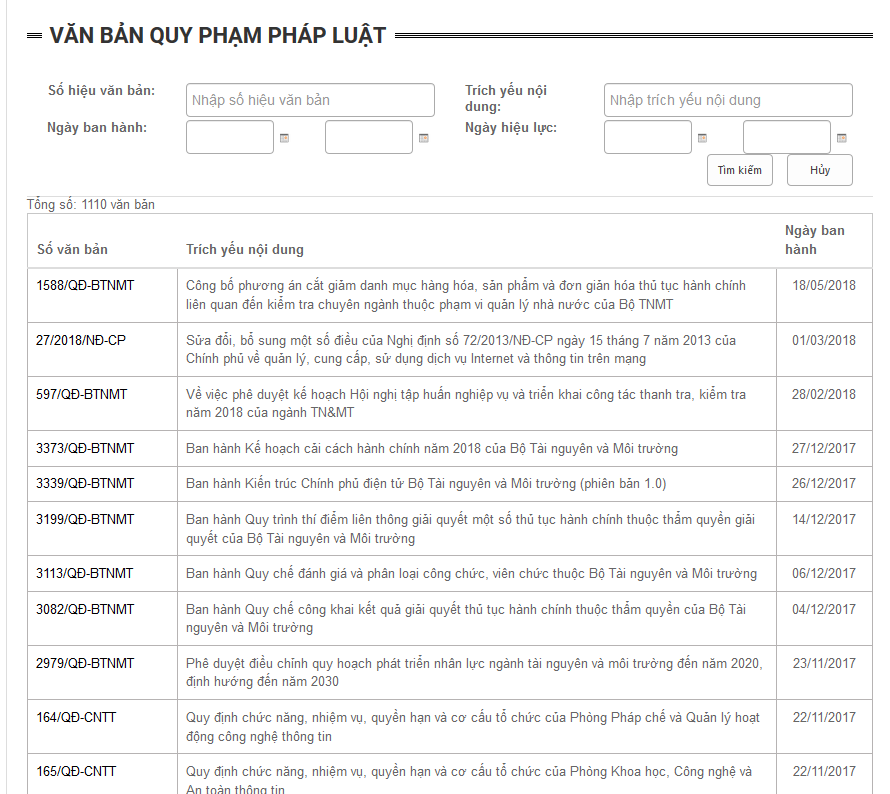 VĂN BẢN QUY PHẠM PHÁP LUẬT
Số hiệu văn bản:
Nhập số hiệu văn bản
Trích yếu nội
dung:
Nhập trích yếu nội dung
Ngày ban hành:
Ngày hiệu lực:
Tìm kiếm
Hủy
Tổng số: 1110 văn bản
Số văn bản
Trích yếu nội dung
Ngày ban
hành
1588/QĐ-BTNMT
Công bố phương án cắt giảm danh mục hàng hóa, sản phẩm và đơn giản hóa thủ tục hành chính
liên quan đến kiểm tra chuyên ngành thuộc phạm vi quản lý nhà nước của Bộ TNMT
18/05/2018
27/2018/NĐ-CP
Sửa đổi, bổ sung một số điều của Nghị định số 72/2013/NĐ-CP ngày 15 tháng 7 năm 2013 của
Chính phủ về quản lý, cung cấp, sử dụng dịch vụ Internet và thông tin trên mạng
01/03/2018
597/QĐ-BTNMT
Về việc phê duyệt kế hoạch Hội nghị tập huấn nghiệp vụ và triển khai công tác thanh tra, kiểm tra
năm 2018 của ngành TN&MT
28/02/2018
3373/QĐ-BTNMT
Ban hành Kế hoạch cải cách hành chính năm 2018 của Bộ Tài nguyên và Môi trường
27/12/2017
3339/QĐ-BTNMT
Ban hành Kiến trúc Chính phủ điện tử Bộ Tài nguyên và Môi trường (phiên bản 1.0)
26/12/2017
3199/QĐ-BTNMT
Ban hành Quy trình thí điểm liên thông giải quyết một số thủ tục hành chính thuộc thẩm quyền giải
quyết của Bộ Tài nguyên và Môi trường
14/12/2017
3113/QĐ-BTNMT
Ban hành Quy chế đánh giá và phân loại công chức, viên chức thuộc Bộ Tài nguyên và Môi trường
06/12/2017
3082/QĐ-BTNMT
Ban hành Quy chế công khai kết quả giải quyết thủ tục hành chính thuộc thẩm quyền của Bộ Tài
nguyên và Môi trường
04/12/2017
2979/QĐ-BTNMT
Phê duyệt điều chỉnh quy hoạch phát triển nhân lực ngành tài nguyên và môi trường đến năm 2020,
định hướng đến năm 2030
23/11/2017
164/QĐ-CNTT
Quy định chức năng, nhiệm vụ, quyền hạn và cơ cấu tổ chức của Phòng Pháp chế và Quản lý hoạt
động công nghệ thông tin
22/11/2017
165/QĐ-CNTT
Quy định chức năng, nhiệm vụ, quyền hạn và cơ cấu tổ chức của Phòng Khoa học, Công nghệ và
An toàn thông tin
22/11/2017